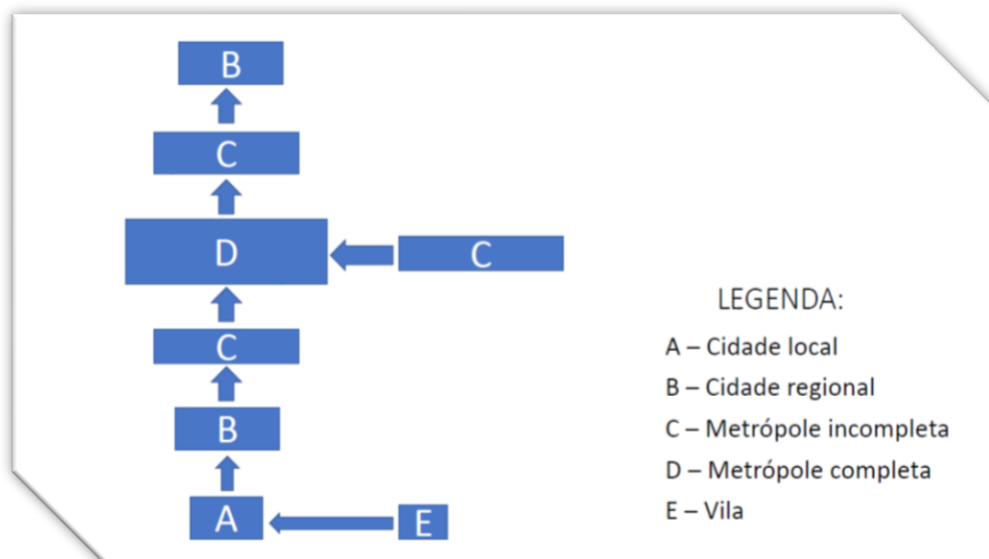 B
C
D
C
C
B
A
E
LEGENDA:
A – Cidade local
B – Cidade regional
C – Metrópole incompleta
D – Metrópole completa
E – Vila